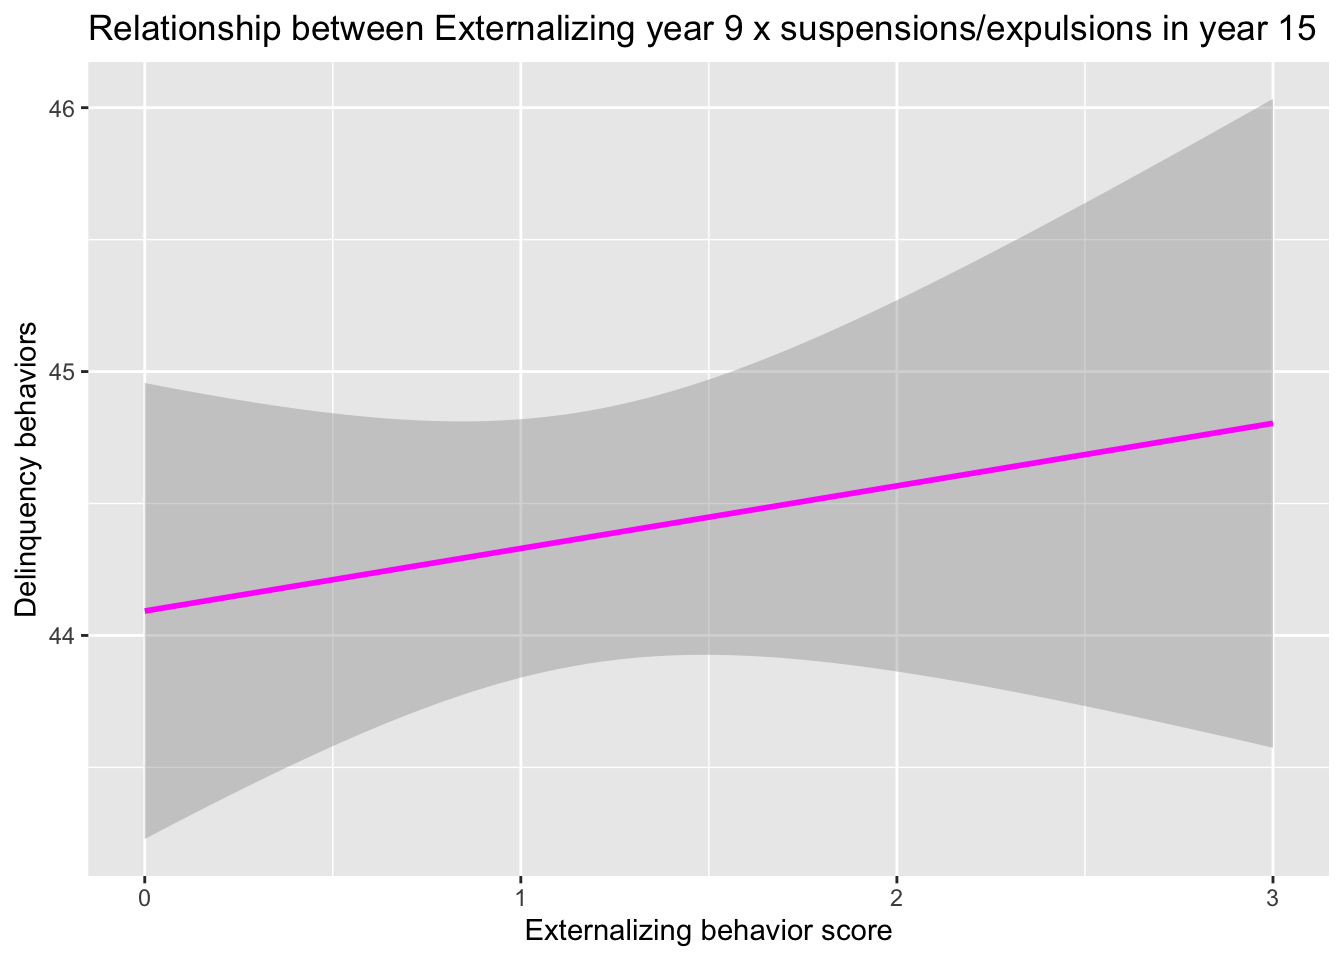 Relationship between Externalizing year 9 x suspensions/expulsions in year 15
46
45
44
Delinquency behaviors
0 1 2 3
Externalizing behavior score